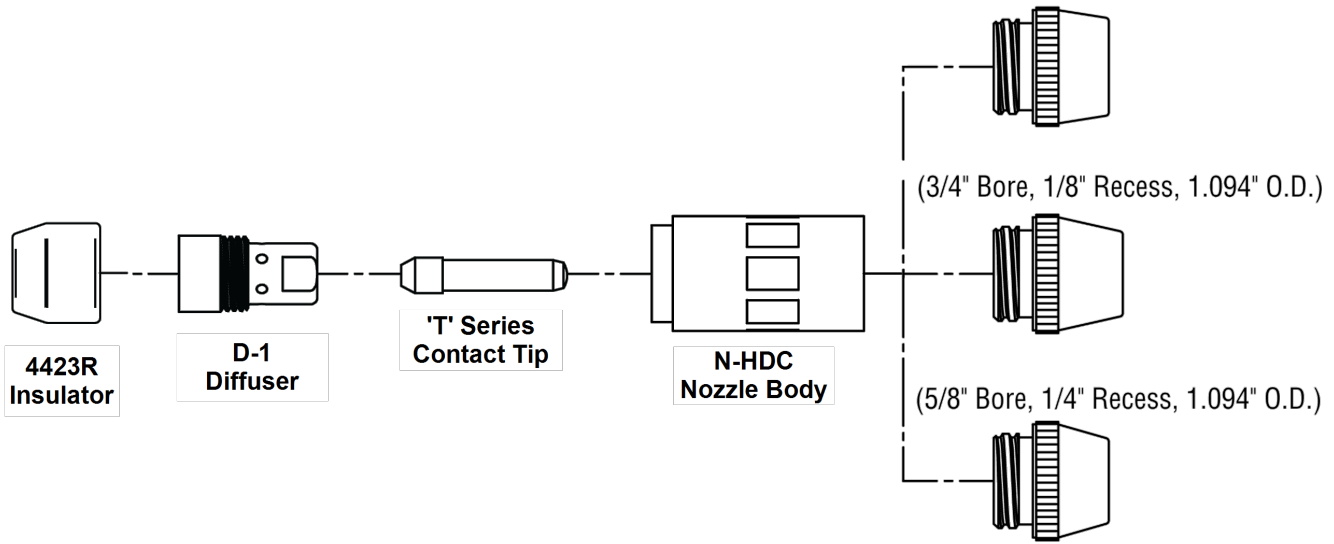 (3/4" Bore, 1/8" Recess, 1.094" O.D.)
4423R
Insulator
D-1
Diffuser
'T' Series
Contact Tip
N-HDC
Nozzle Body
(5/8" Bore, 1/4" Recess, 1.094" O.D.)